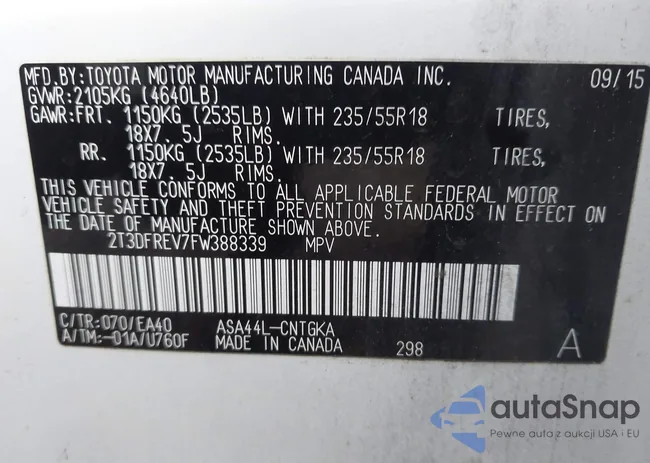 MFD.BY:TOYOTA MOTOR MANUFACTURING CANADA INC. 09/15
GVWR:2105KG (4640LB)
GAWR:FRT. 1150KG (2535LB) WITH 235/55R18 TIRES,
18X7.5J RIMS.
RR. 1150KG (2535LB) WITH 235/55R18 TIRES,
18X7.5J RIMS.
THIS VEHICLE CONFORMS TO ALL APPLICABLE FEDERAL MOTOR
VEHICLE SAFETY AND THEFT PREVENTION STANDARDS IN EFFECT ON
THE DATE OF MANUFACTURE SHOWN ABOVE.
2T3DFREV7FW388339 MPV
C/TR:070/EA40 ASA44L-CNTGKA
A/TM:-01A/U760F MADE IN CANADA 298 A
autaSnap
Pewne auta z aukcji USA i EU